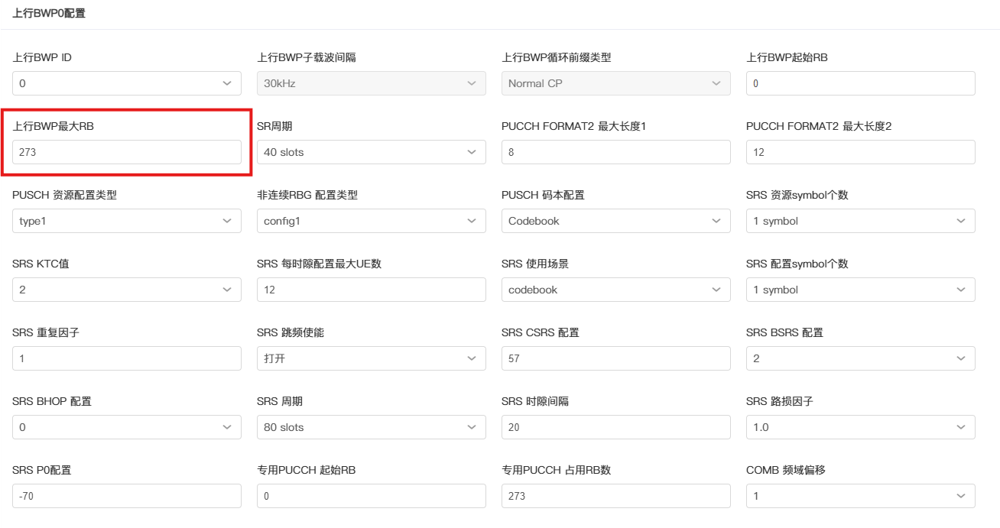 上行BWP0配置
上行BWP ID 上行BWP子载波间隔 上行BWP循环前缀类型 上行BWP起始RB
0 30kHz Normal CP 0
上行BWP最大RB SR周期 PUCCH FORMAT2 最大长度1 PUCCH FORMAT2 最大长度2
273 40 slots 8 12
PUSCH 资源配置类型 非连续RBG 配置类型 PUSCH 码本配置 SRS 资源symbol个数
type1 config1 Codebook 1 symbol
SRS KTC值 SRS 每时隙配置最大UE数 SRS 使用场景 SRS 配置symbol个数
2 12 codebook 1 symbol
SRS 重复因子 SRS 跳频使能 SRS CSRS 配置 SRS BSRS 配置
1 打开 57 2
SRS BHOP 配置 SRS 周期 SRS 时隙间隔 SRS 路损因子
0 80 slots 20 1.0
SRS P0配置 专用PUCCH 起始RB 专用PUCCH 占用RB数 COMB 频域偏移
-70 0 273 1